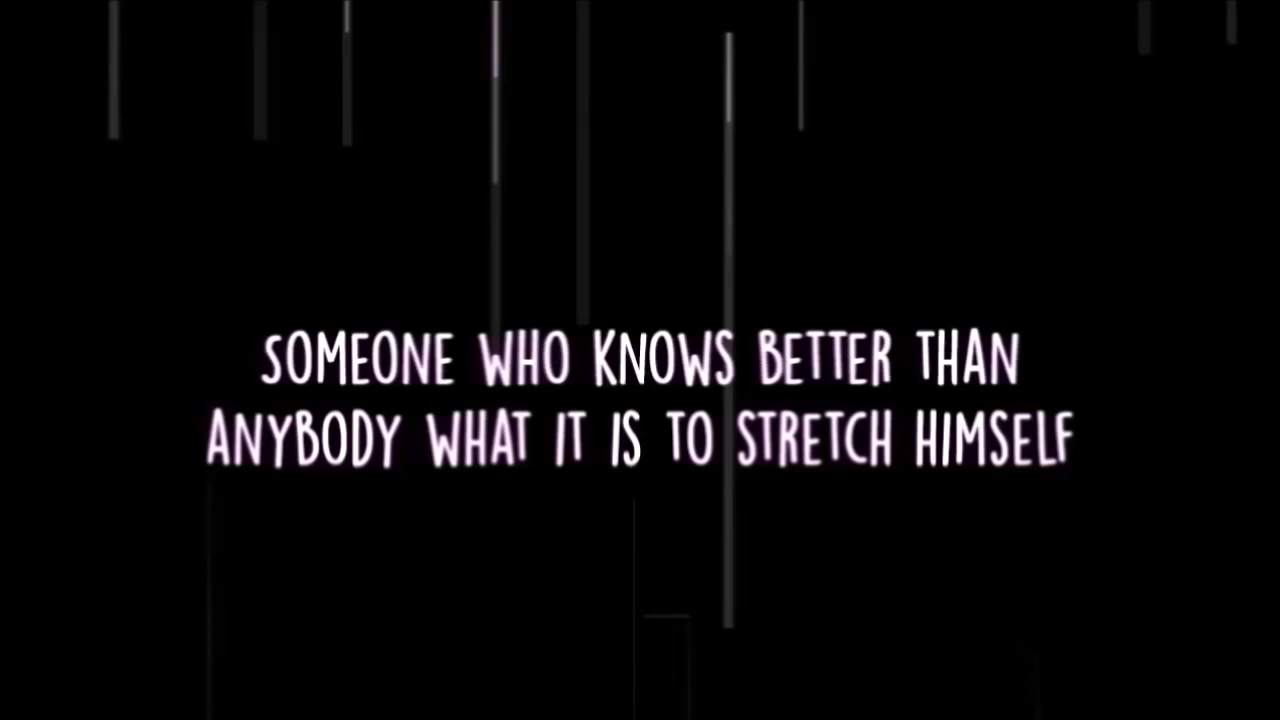 SOMEONE WHO KNOWS BETTER THAN
ANYBODY WHAT IT IS TO STRETCH HIMSELF